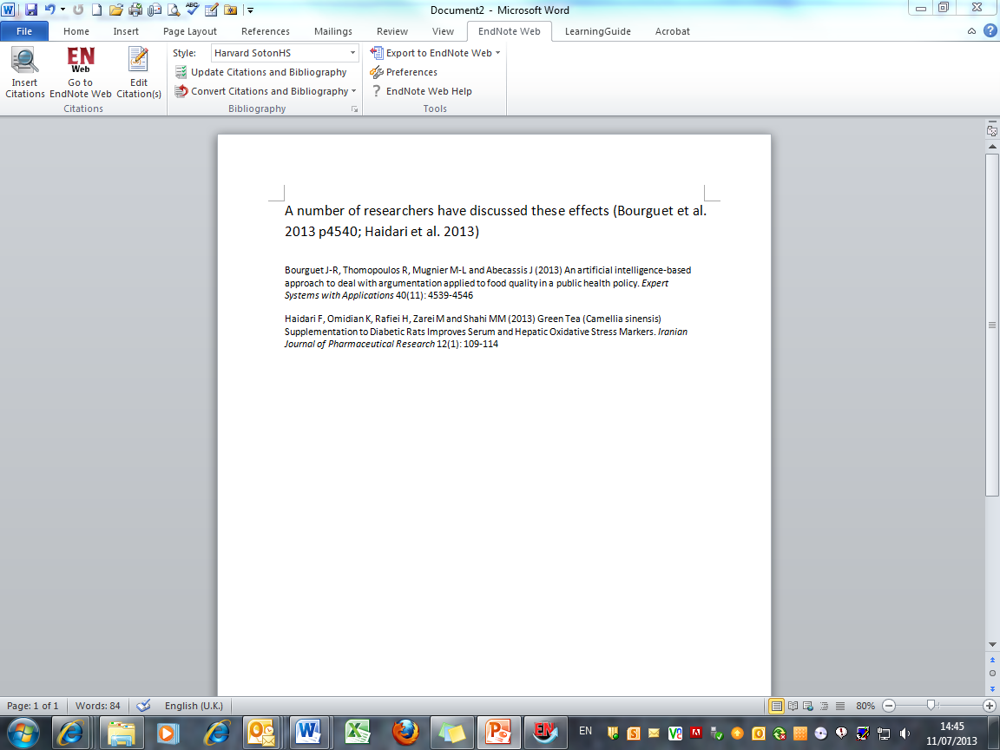 Document2 - Microsoft Word
File Home Insert Page Layout References Mailings Review View EndNote Web LearningGuide Acrobat
Insert Citations
EN Web
Go to EndNote Web
Edit Citation(s)
Citations
Style: Harvard SotonHS
Update Citations and Bibliography
Convert Citations and Bibliography
Bibliography
Export to EndNote Web
Preferences
EndNote Web Help
Tools
A number of researchers have discussed these effects (Bourguet et al.
2013 p4540; Haidari et al. 2013)
Bourguet J-R, Thomopoulos R, Mugnier M-L and Abecassis J (2013) An artificial intelligence-based
approach to deal with argumentation applied to food quality in a public health policy. Expert
Systems with Applications 40(11): 4539-4546
Haidari F, Omidian K, Rafiei H, Zarei M and Shahi MM (2013) Green Tea (Camellia sinensis)
Supplementation to Diabetic Rats Improves Serum and Hepatic Oxidative Stress Markers. Iranian
Journal of Pharmaceutical Research 12(1): 109-114
Page: 1 of 1 Words: 84 English (U.K.) 80%
EN 14:45
11/07/2013